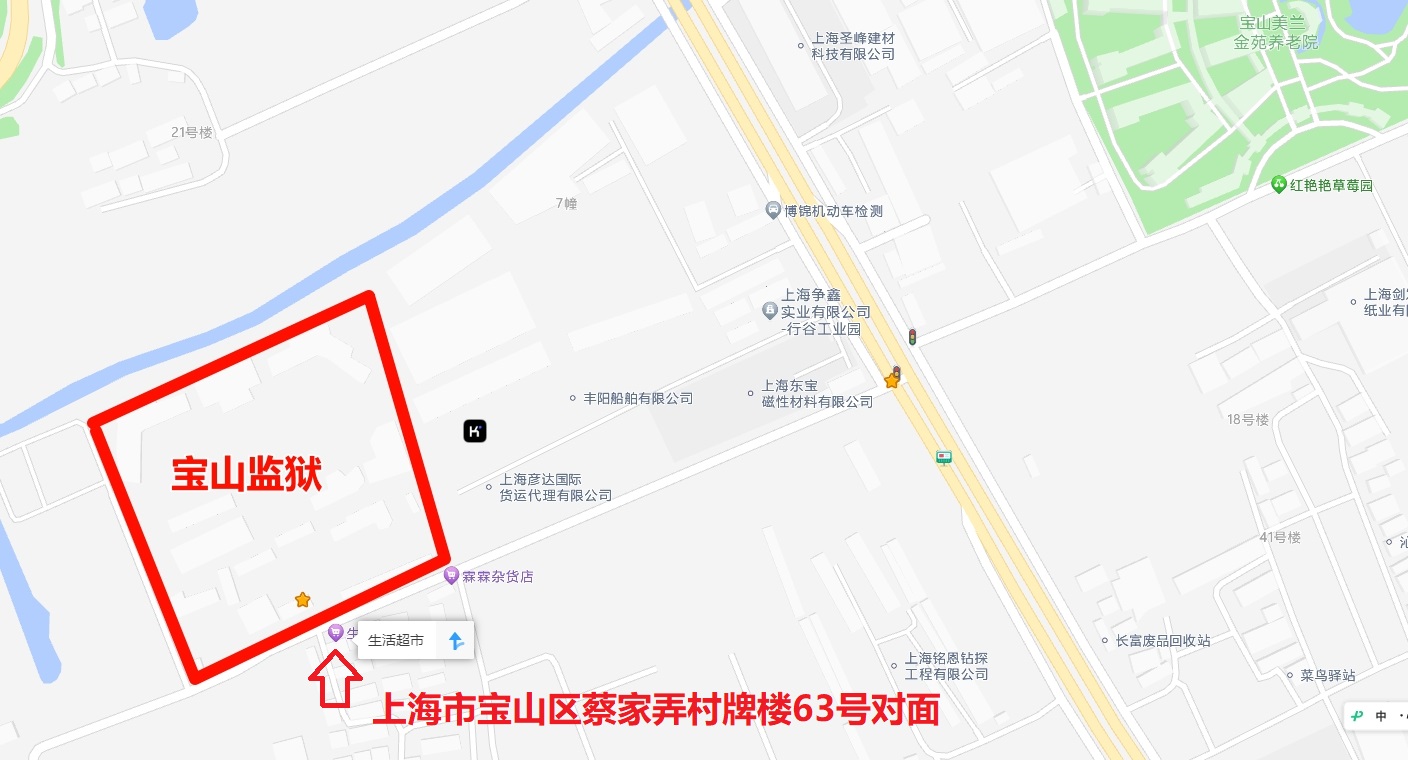 宝山美兰
金苑养老院
上海圣峰建材
科技有限公司
21号楼
红艳艳草莓园
7幢
博锦机动车检测
上海争鑫
实业有限公司
-行谷工业园
上海剑发
纸业有
上海东宝
磁性材料有限公司
丰阳船舶有限公司
18号楼
K
宝山监狱
上海彦达国际
货运代理有限公司
41号楼
霖霖杂货店
生活超市
长富废品回收站
上海铭恩钻探
工程有限公司
菜鸟驿站
上海市宝山区蔡家弄村牌楼63号对面
中